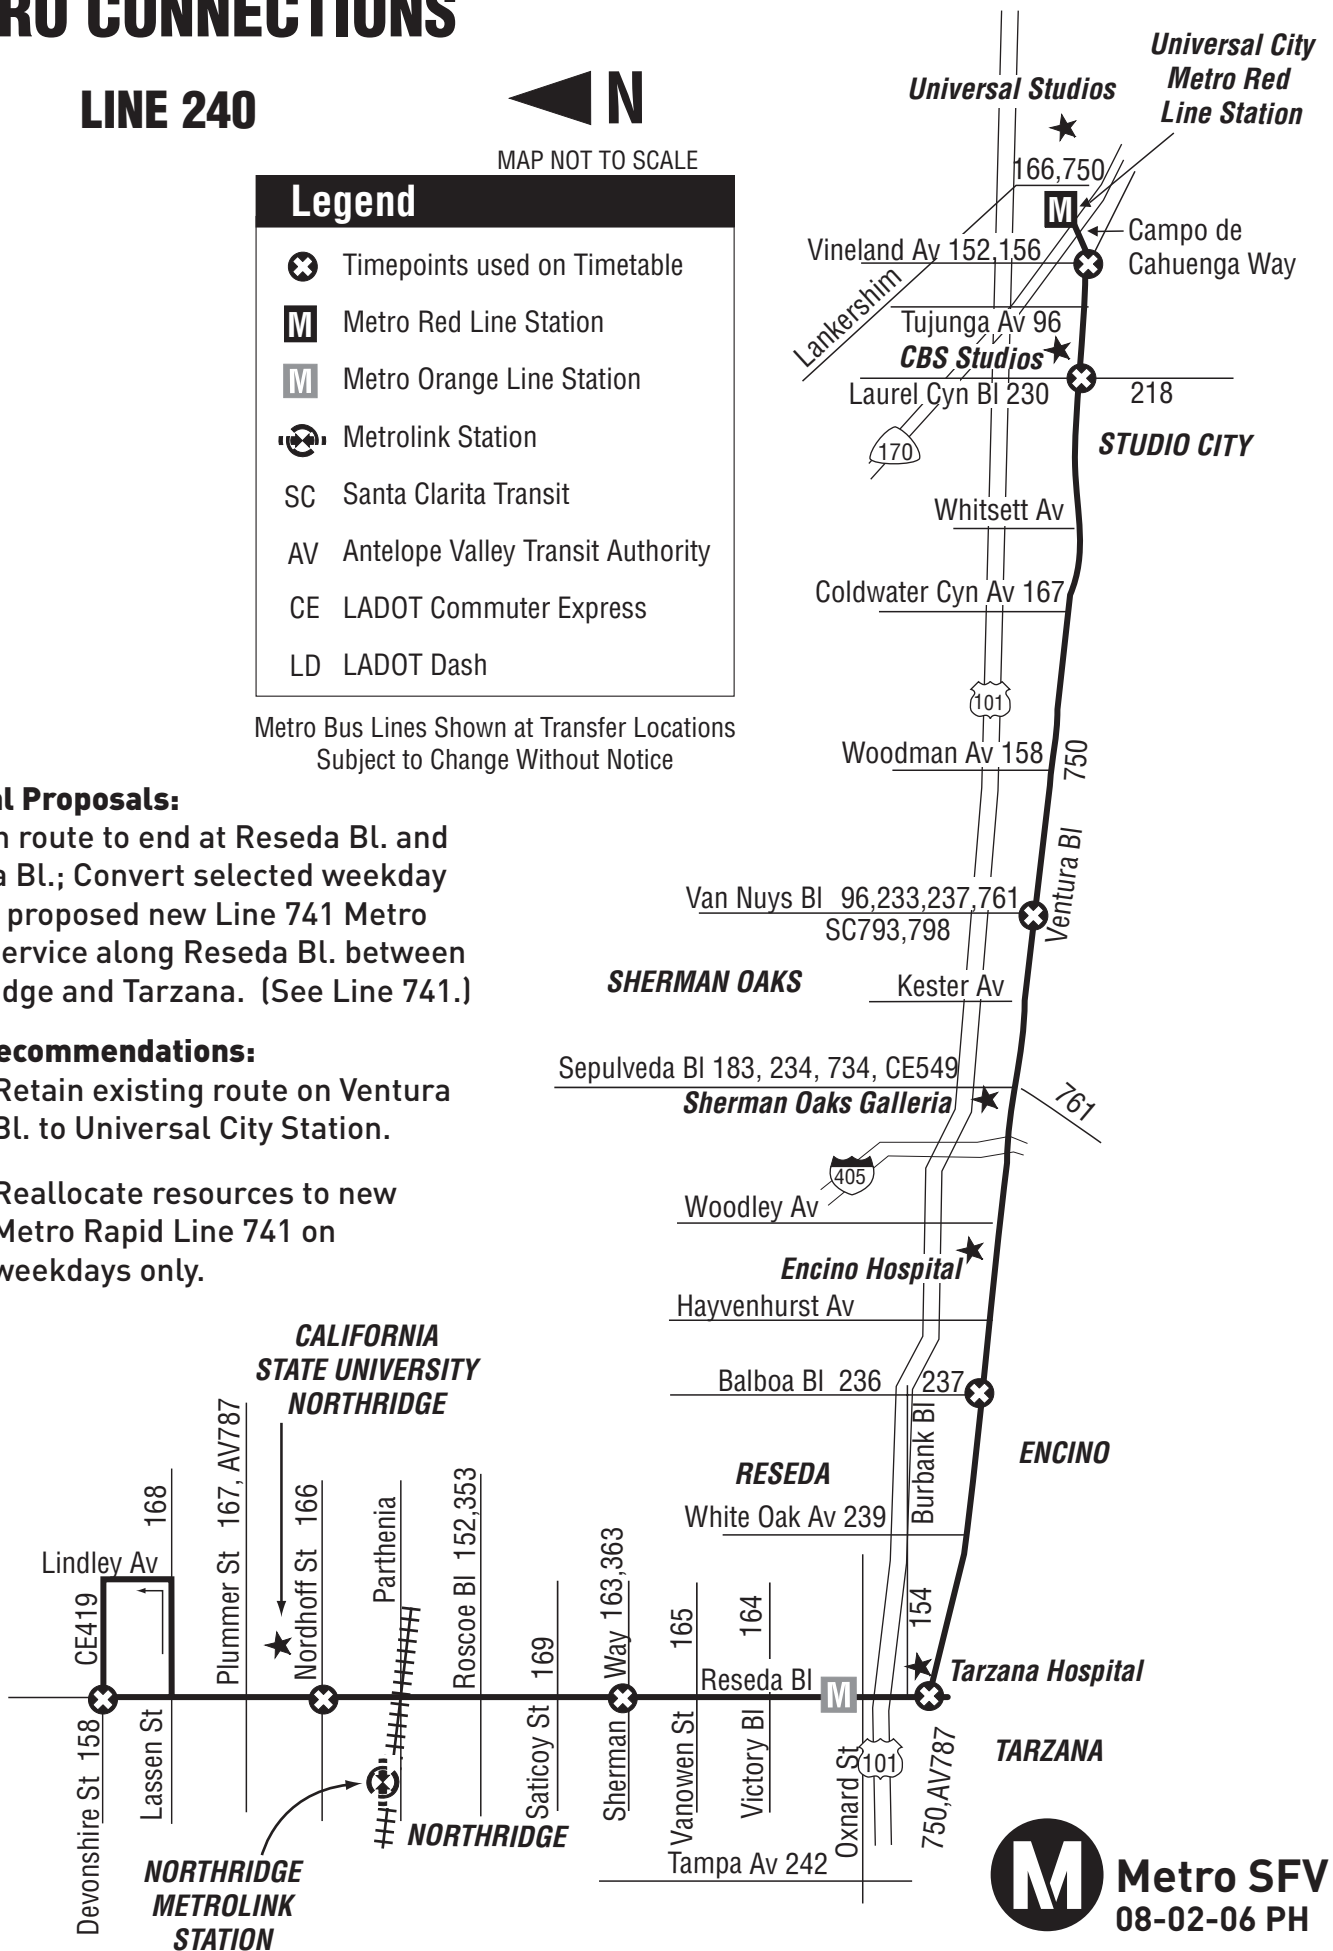 RO CONNECTIONS
LINE 240
N
MAP NOT TO SCALE
Legend
Timepoints used on Timetable
M Metro Red Line Station
M Metro Orange Line Station
Metrolink Station
SC Santa Clarita Transit
AV Antelope Valley Transit Authority
CE LADOT Commuter Express
LD LADOT Dash
Metro Bus Lines Shown at Transfer Locations
Subject to Change Without Notice
al Proposals:
n route to end at Reseda Bl. and
a Bl.; Convert selected weekday
proposed new Line 741 Metro
ervice along Reseda Bl. between
idge and Tarzana. (See Line 741.)
ecommendations:
Retain existing route on Ventura
Bl. to Universal City Station.
Reallocate resources to new
Metro Rapid Line 741 on
weekdays only.
Universal City
Metro Red
Line Station
Universal Studios
166,750
M
Campo de
Cahuenga Way
Vineland Av 152,156
Lankershim
Tujunga Av 96
CBS Studios
Laurel Cyn Bl 230
218
170
STUDIO CITY
Whitsett Av
Coldwater Cyn Av 167
101
Woodman Av 158
750
Ventura Bl
Van Nuys Bl 96,233,237,761
SC793,798
SHERMAN OAKS
Kester Av
Sepulveda Bl 183, 234, 734, CE549
Sherman Oaks Galleria
761
405
Woodley Av
Encino Hospital
Hayvenhurst Av
Balboa Bl 236 237
Burbank Bl
ENCINO
RESEDA
White Oak Av 239
154
Tarzana Hospital
TARZANA
750,AV787
101
Oxnard St
M
Reseda Bl
Tampa Av 242
CALIFORNIA
STATE UNIVERSITY
NORTHRIDGE
Lindley Av
CE419
Devonshire St 158
Lassen St
168
Plummer St 167, AV787
Nordhoff St 166
Parthenia
Roscoe Bl 152,353
Saticoy St 169
Sherman Way 163,363
Vanowen St 165
Victory Bl 164
NORTHRIDGE
NORTHRIDGE
METROLINK
STATION
M Metro SFV
08-02-06 PH